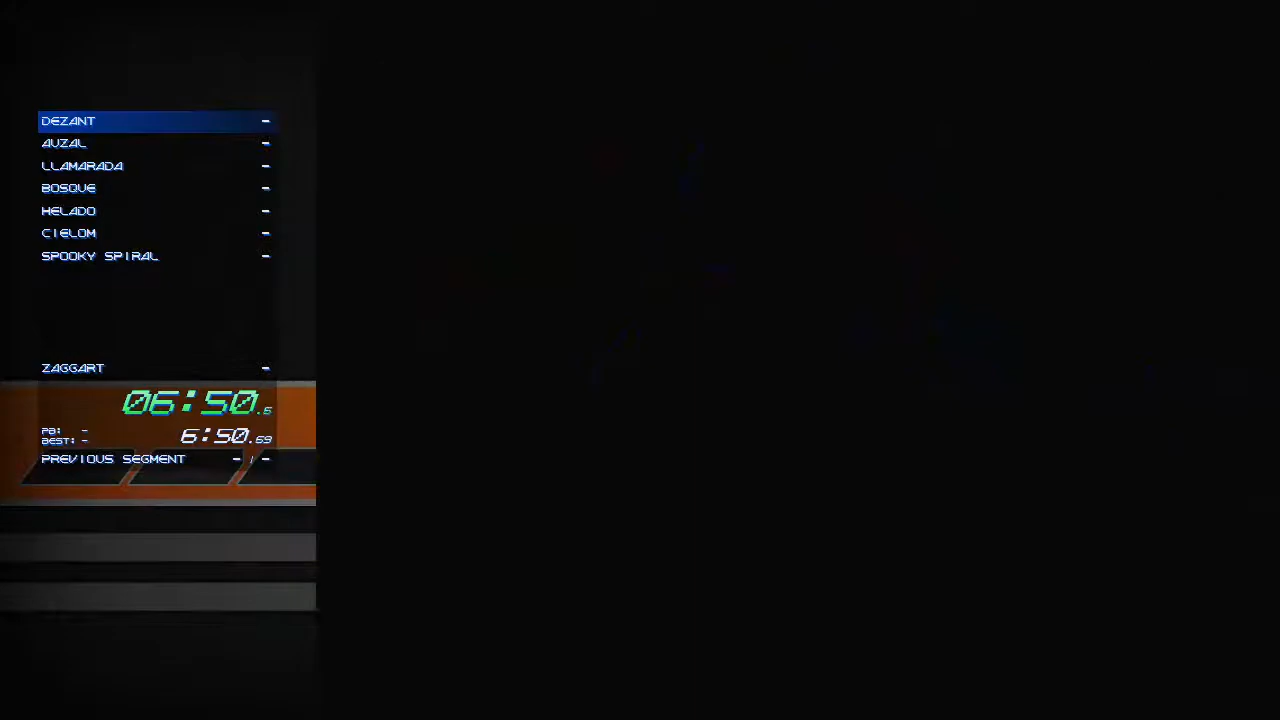 DEZANT -
AUZAL -
LLAMARADA -
BOSQUE -
HELADO -
CIELOM -
SPOOKY SPIRAL -
ZAGGART -
06:50.5
PB: -
BEST: - 6:50.69
PREVIOUS SEGMENT - / -